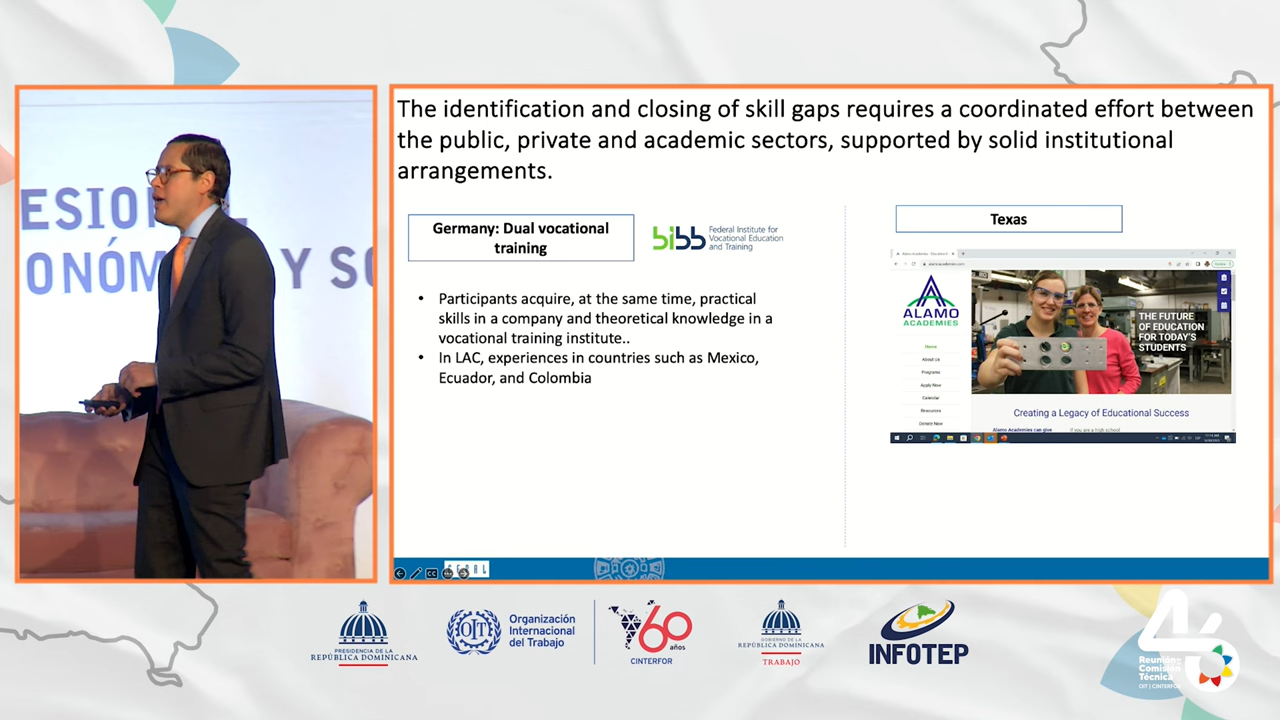 ESIO
ONÓM
Y SO
The identification and closing of skill gaps requires a coordinated effort between
the public, private and academic sectors, supported by solid institutional
arrangements.
Germany: Dual vocational
training
bibb
Federal Institute for
Vocational Education
and Training
• Participants acquire, at the same time, practical
skills in a company and theoretical knowledge in a
vocational training institute..
• In LAC, experiences in countries such as Mexico,
Ecuador, and Colombia
Texas
ALAMO
ACADEMIES
Home
About Us
Programs
Apply Now
Calendar
Resources
Donate Now
THE FUTURE
OF EDUCATION
FOR TODAY'S
STUDENTS
Creating a Legacy of Educational Success
Alamo Academies can give
If you are a high school
CC
PRESIDENCIA DE LA
REPÚBLICA DOMINICANA
OIT
Organización
Internacional
del Trabajo
60
años
CINTERFOR
GOBIERNO DE LA
REPÚBLICA DOMINICANA
TRABAJO
INFOTEP
46
Reunión
Comisión
Técnica
OIT | CINTERFOR